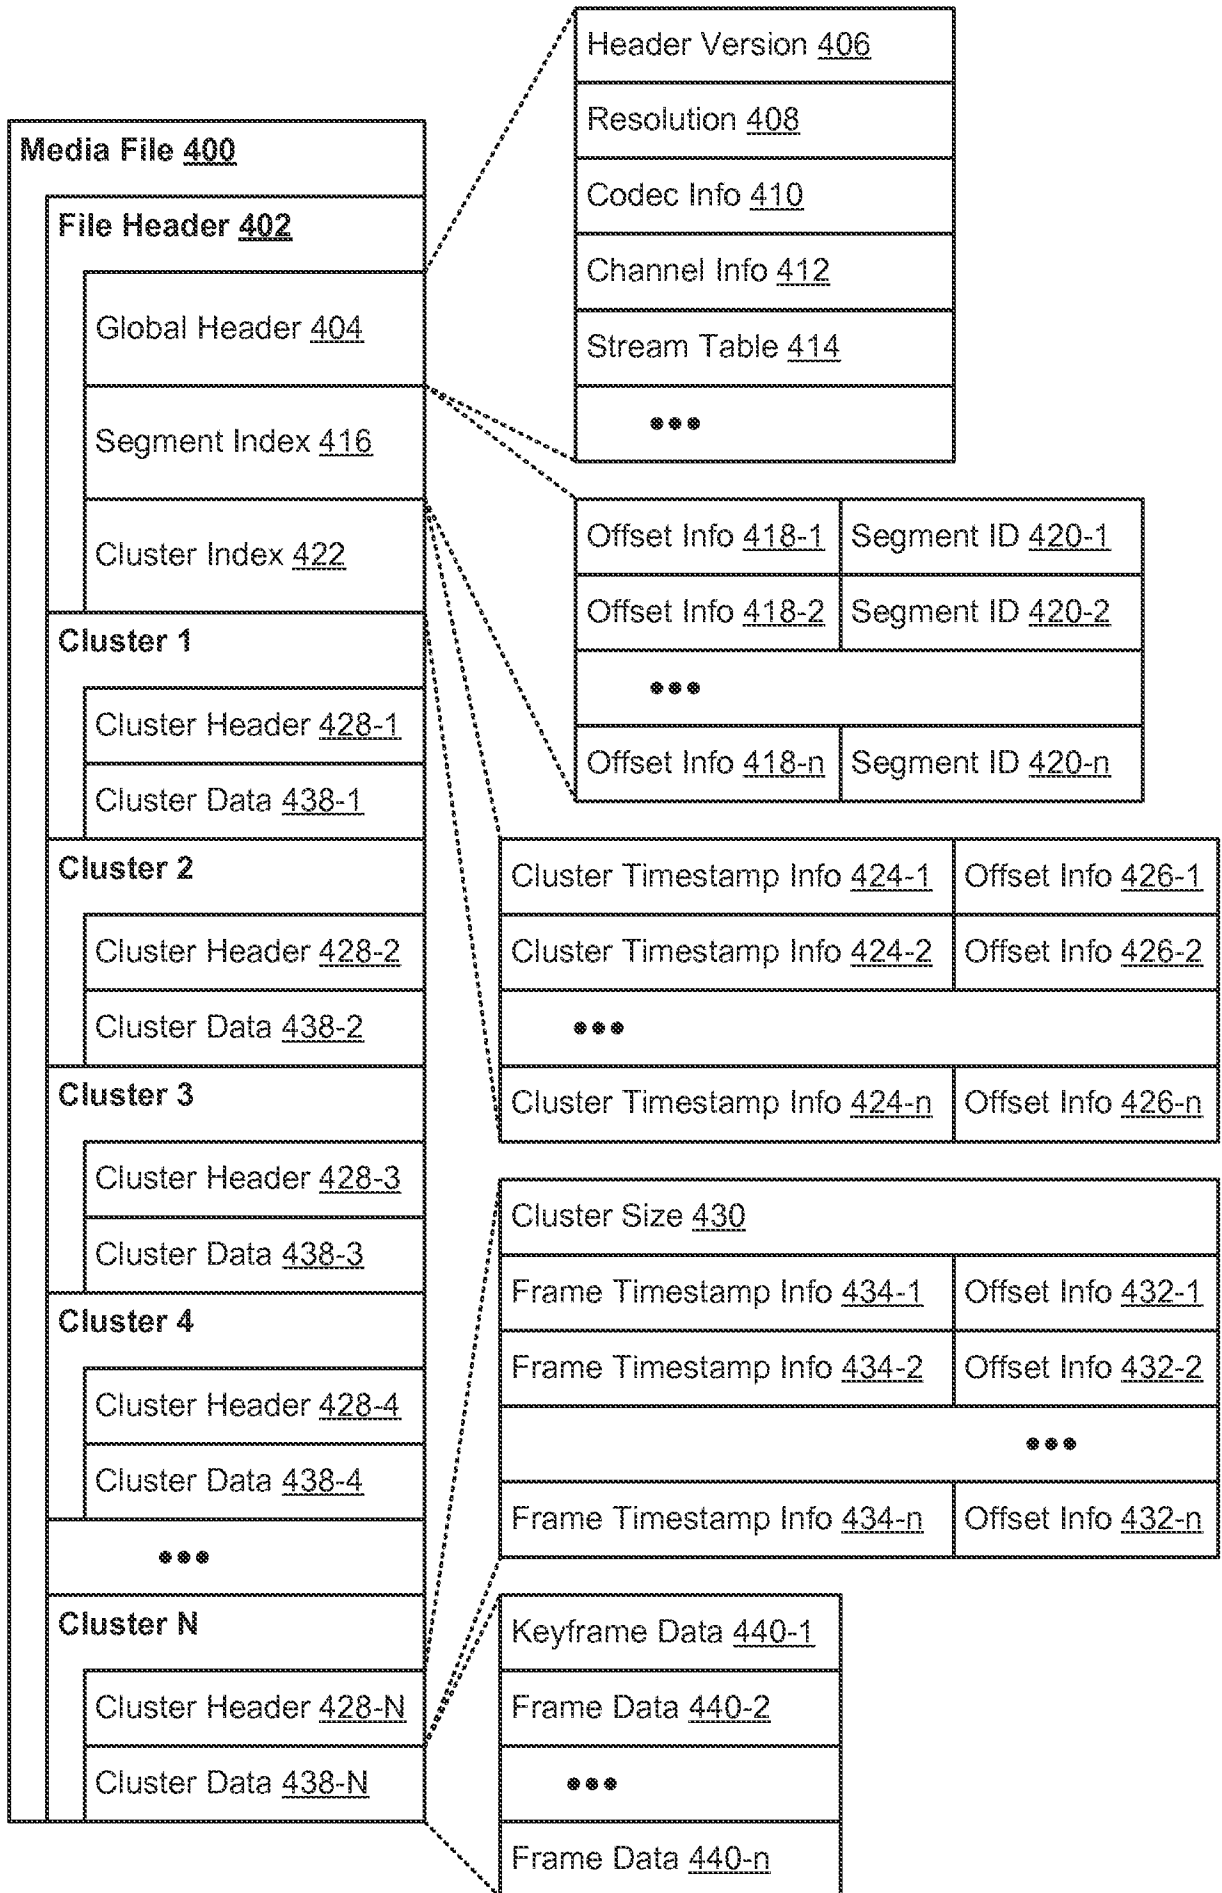 Media File 400
File Header 402
Global Header 404
Segment Index 416
Cluster Index 422
Cluster 1
Cluster Header 428-1
Cluster Data 438-1
Cluster 2
Cluster Header 428-2
Cluster Data 438-2
Cluster 3
Cluster Header 428-3
Cluster Data 438-3
Cluster 4
Cluster Header 428-4
Cluster Data 438-4
•••
Cluster N
Cluster Header 428-N
Cluster Data 438-N
Header Version 406
Resolution 408
Codec Info 410
Channel Info 412
Stream Table 414
•••
Offset Info 418-1 Segment ID 420-1
Offset Info 418-2 Segment ID 420-2
•••
Offset Info 418-n Segment ID 420-n
Cluster Timestamp Info 424-1 Offset Info 426-1
Cluster Timestamp Info 424-2 Offset Info 426-2
•••
Cluster Timestamp Info 424-n Offset Info 426-n
Cluster Size 430
Frame Timestamp Info 434-1 Offset Info 432-1
Frame Timestamp Info 434-2 Offset Info 432-2
•••
Frame Timestamp Info 434-n Offset Info 432-n
Keyframe Data 440-1
Frame Data 440-2
•••
Frame Data 440-n